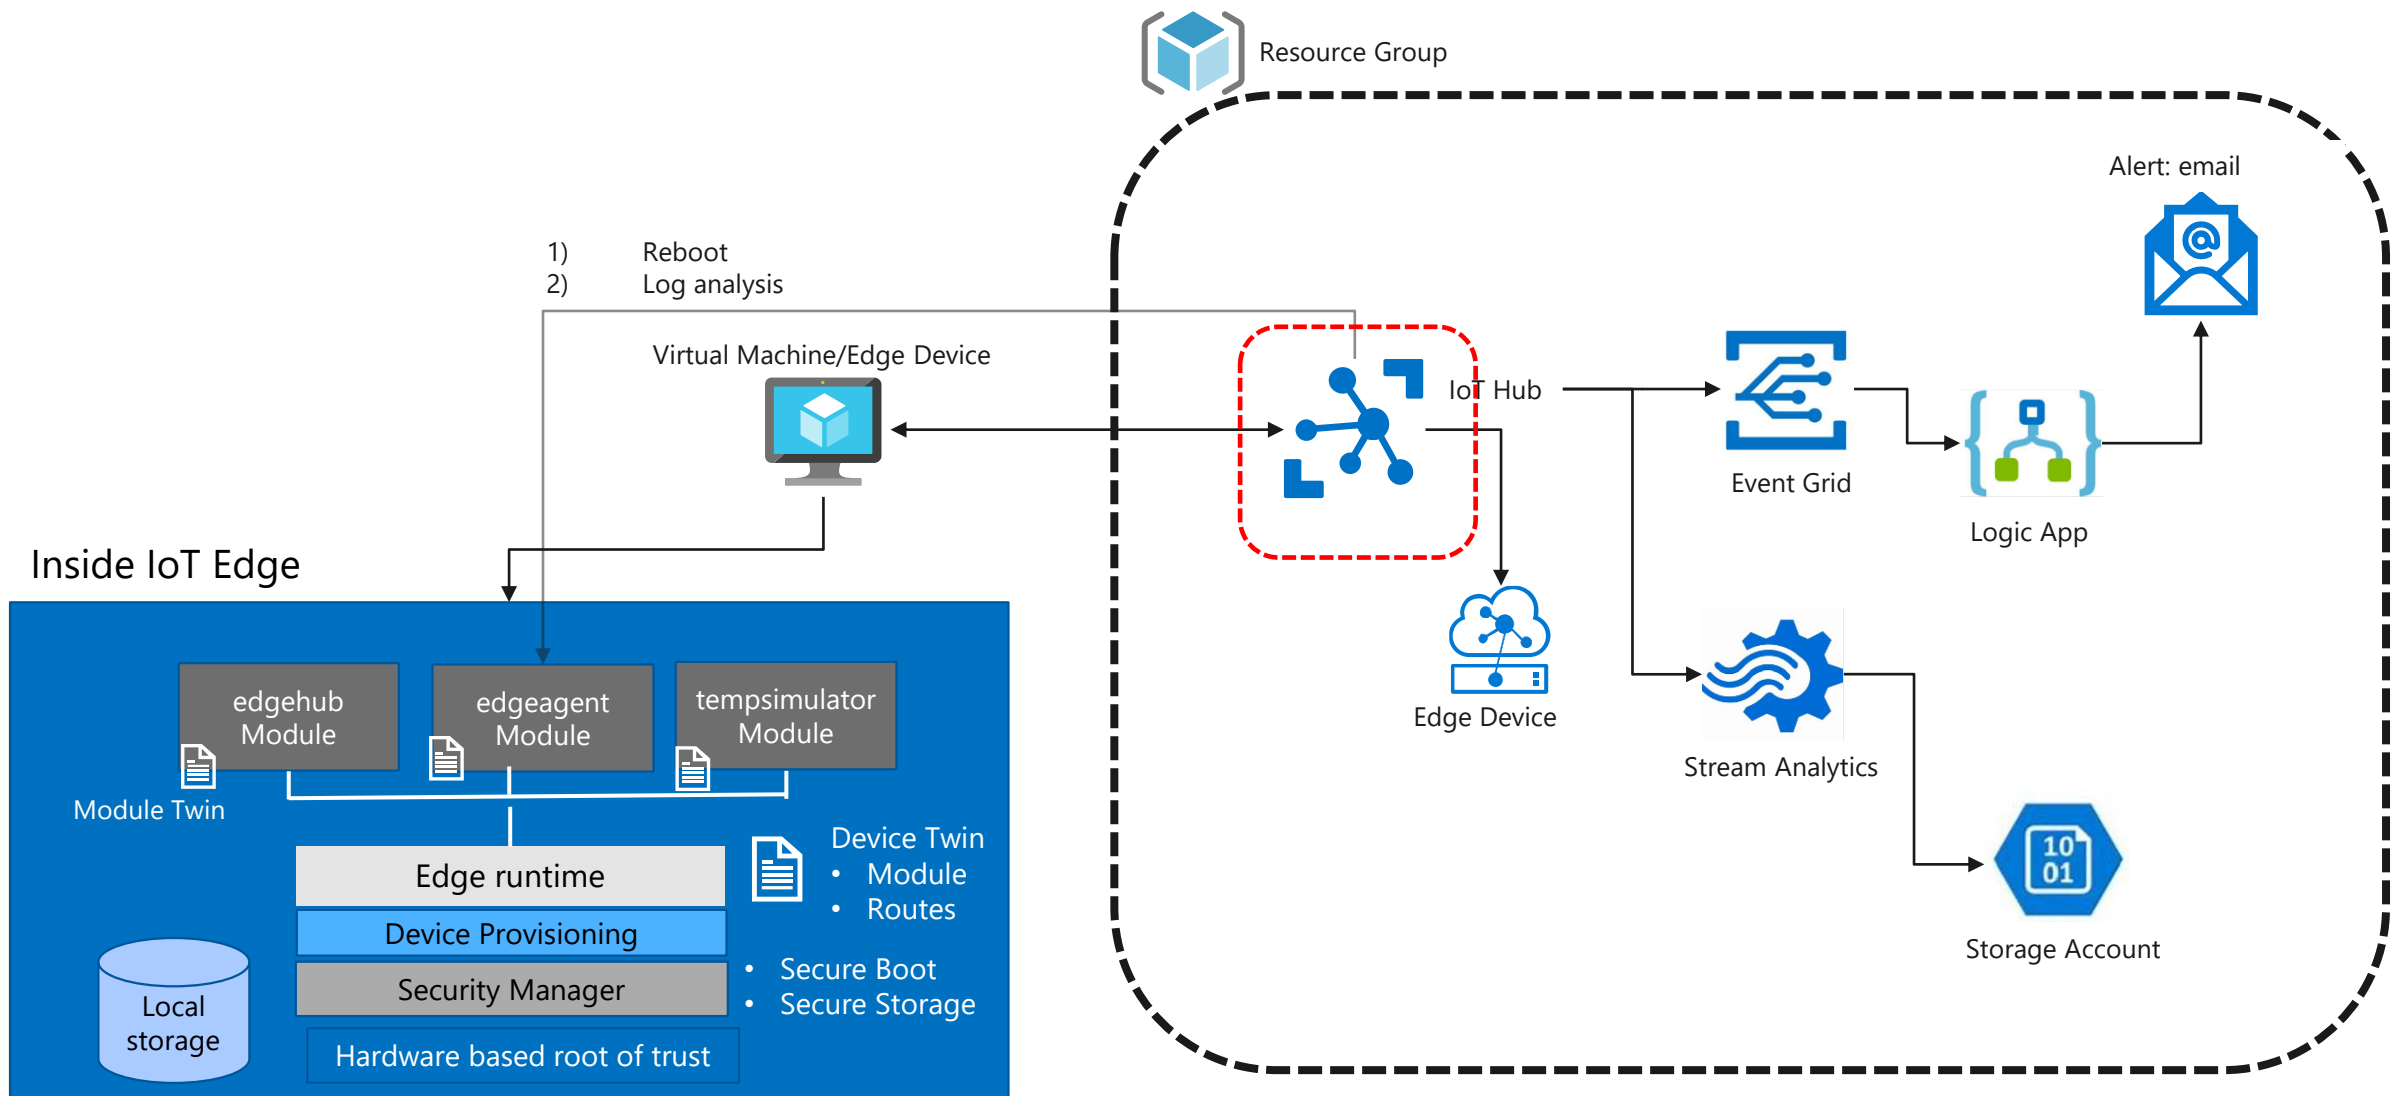 Resource Group
Alert: email
1) Reboot
2) Log analysis
Virtual Machine/Edge Device
IoT Hub
Event Grid
Logic App
Inside IoT Edge
edgehub
Module
edgeagent
Module
tempsimulator
Module
Edge Device
Stream Analytics
Module Twin
Device Twin
• Module
• Routes
Edge runtime
Device Provisioning
Security Manager
• Secure Boot
• Secure Storage
10
01
Storage Account
Local
storage
Hardware based root of trust